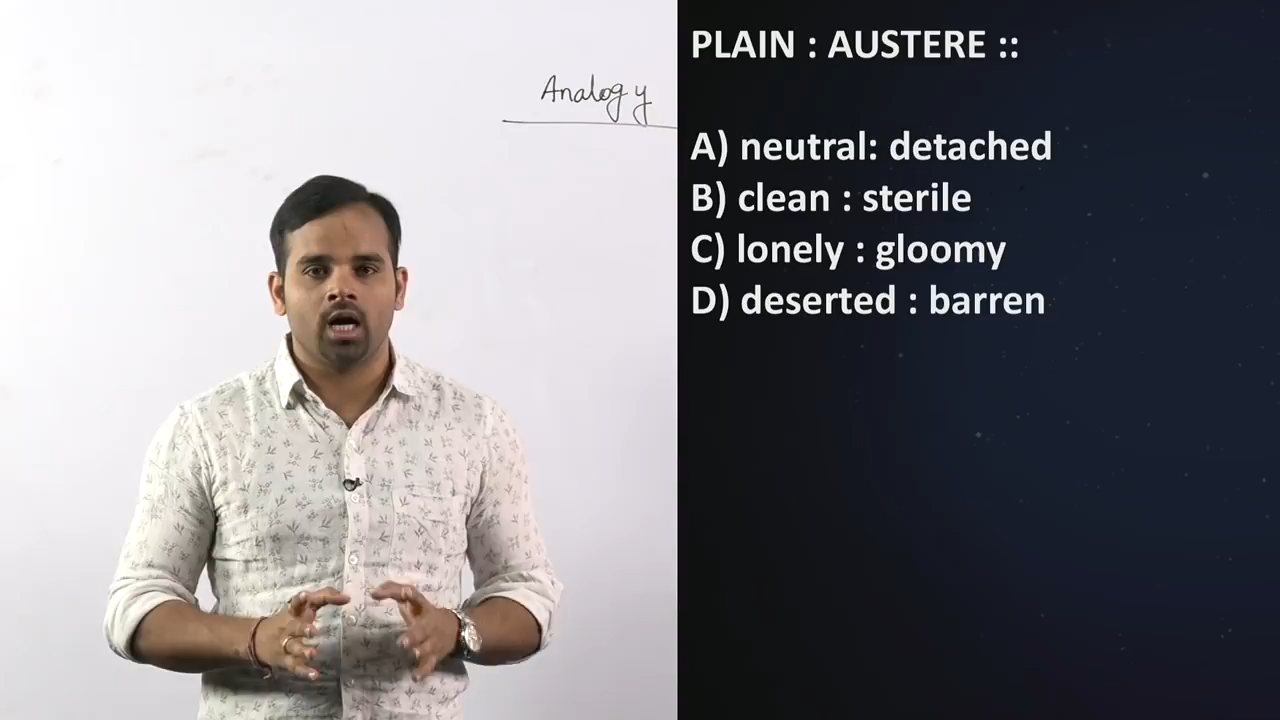 Analogy
PLAIN : AUSTERE ::
A) neutral: detached
B) clean : sterile
C) lonely : gloomy
D) deserted : barren